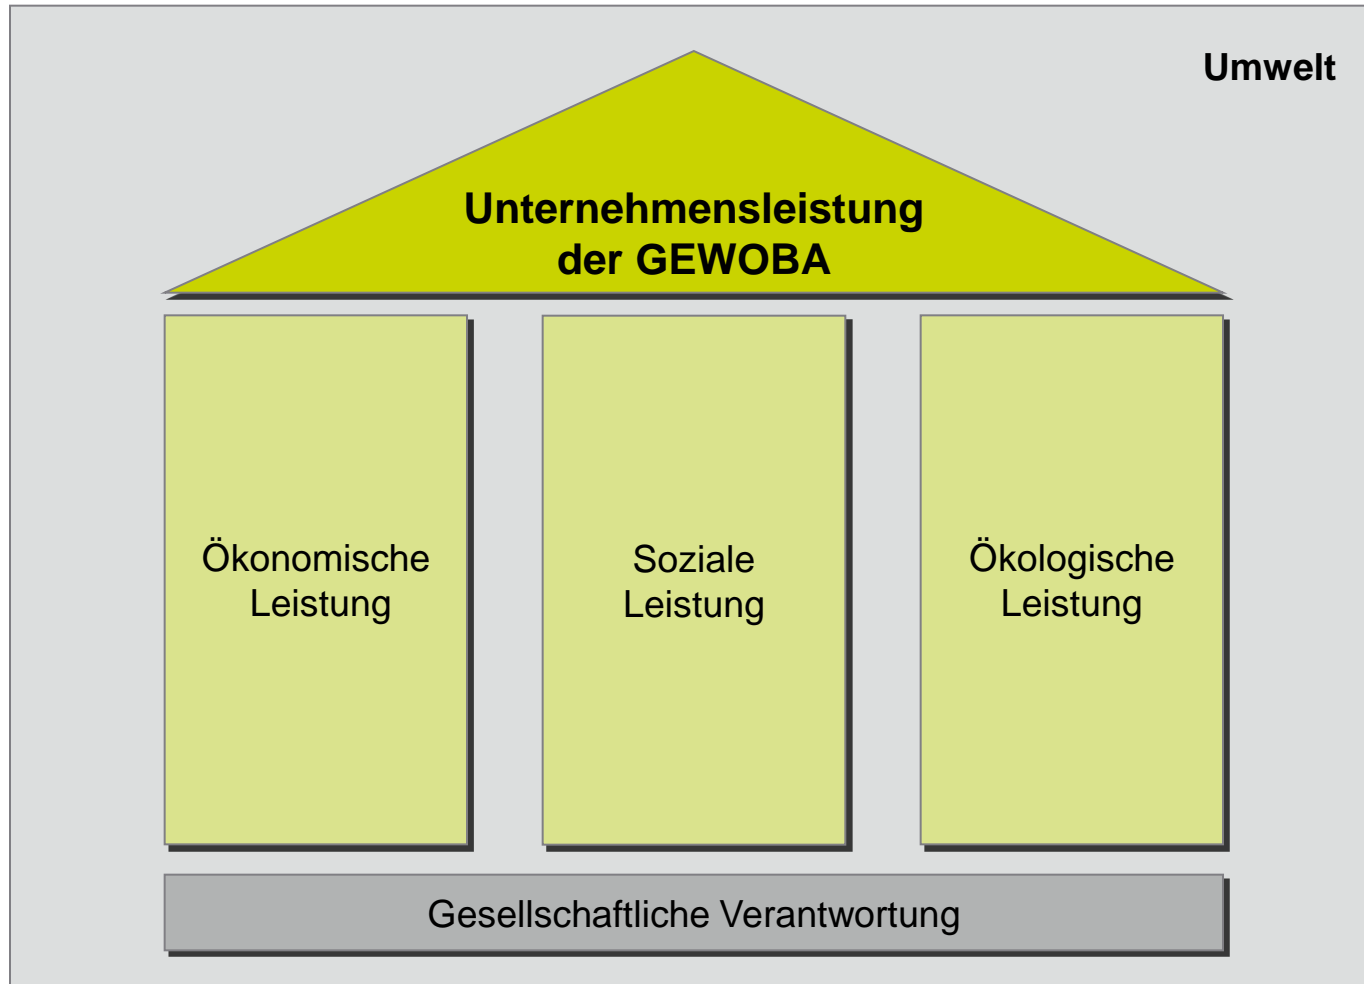 Umwelt
Unternehmensleistung
der GEWOBA
Ökonomische
Leistung
Soziale
Leistung
Ökologische
Leistung
Gesellschaftliche Verantwortung